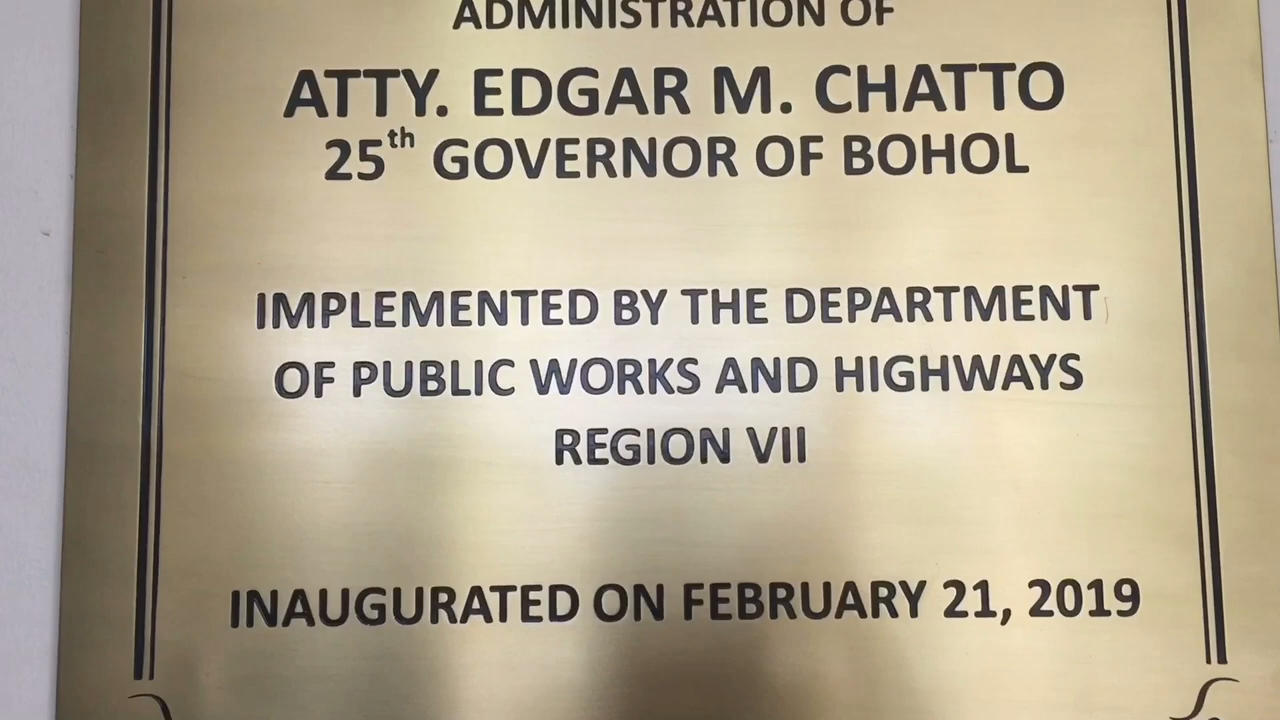 ADMINISTRATION OF
ATTY. EDGAR M. CHATTO
25th GOVERNOR OF BOHOL
IMPLEMENTED BY THE DEPARTMENT
OF PUBLIC WORKS AND HIGHWAYS
REGION VII
INAUGURATED ON FEBRUARY 21, 2019